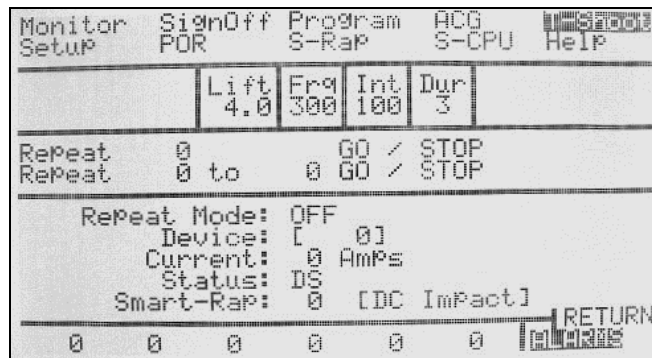 Monitor SignOff Program ACG T-Shoot
Setup POR S-Rap S-CPU Help
Lift Frq Int Dur
4.0 300 100 3
Repeat 0 GO / STOP
Repeat 0 to 0 GO / STOP
Repeat Mode: OFF
Device: [ 0]
Current: 0 Amps
Status: DS
Smart-Rap: 0 [DC Impact]
RETURN
0 0 0 0 0 0 ALARMS